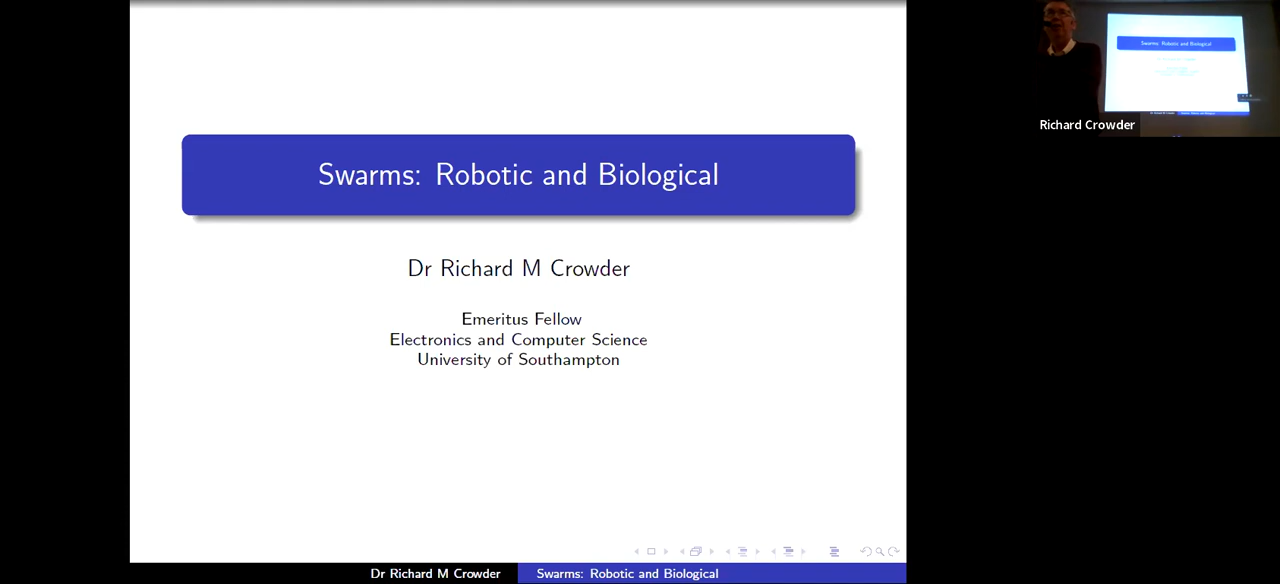 Swarms: Robotic and Biological
Dr Richard M Crowder
Emeritus Fellow
Electronics and Computer Science
University of Southampton
Dr Richard M Crowder
Swarms: Robotic and Biological
Swarms: Robotic and Biological
Richard Crowder